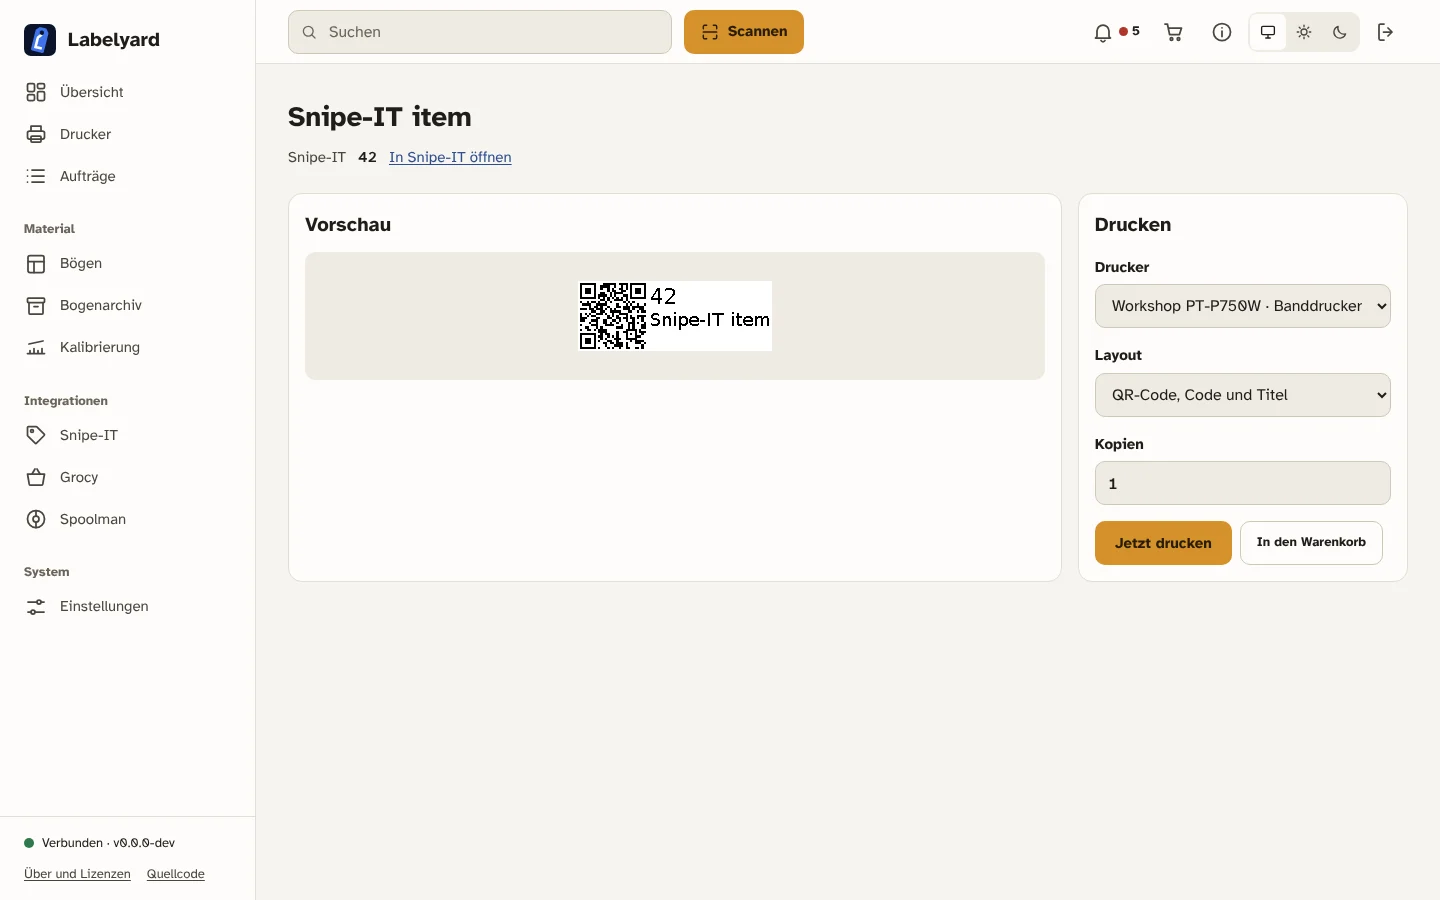 Labelyard
Übersicht
Drucker
Aufträge
Material
Bögen
Bogenarchiv
Kalibrierung
Integrationen
Snipe-IT
Grocy
Spoolman
System
Einstellungen
Verbunden · v0.0.0-dev
Über und Lizenzen Quellcode
Suchen
Scannen
5
Snipe-IT item
Snipe-IT 42 In Snipe-IT öffnen
Vorschau
42
Snipe-IT item
Drucken
Drucker
Workshop PT-P750W · Banddrucker
Layout
QR-Code, Code und Titel
Kopien
1
Jetzt drucken
In den Warenkorb